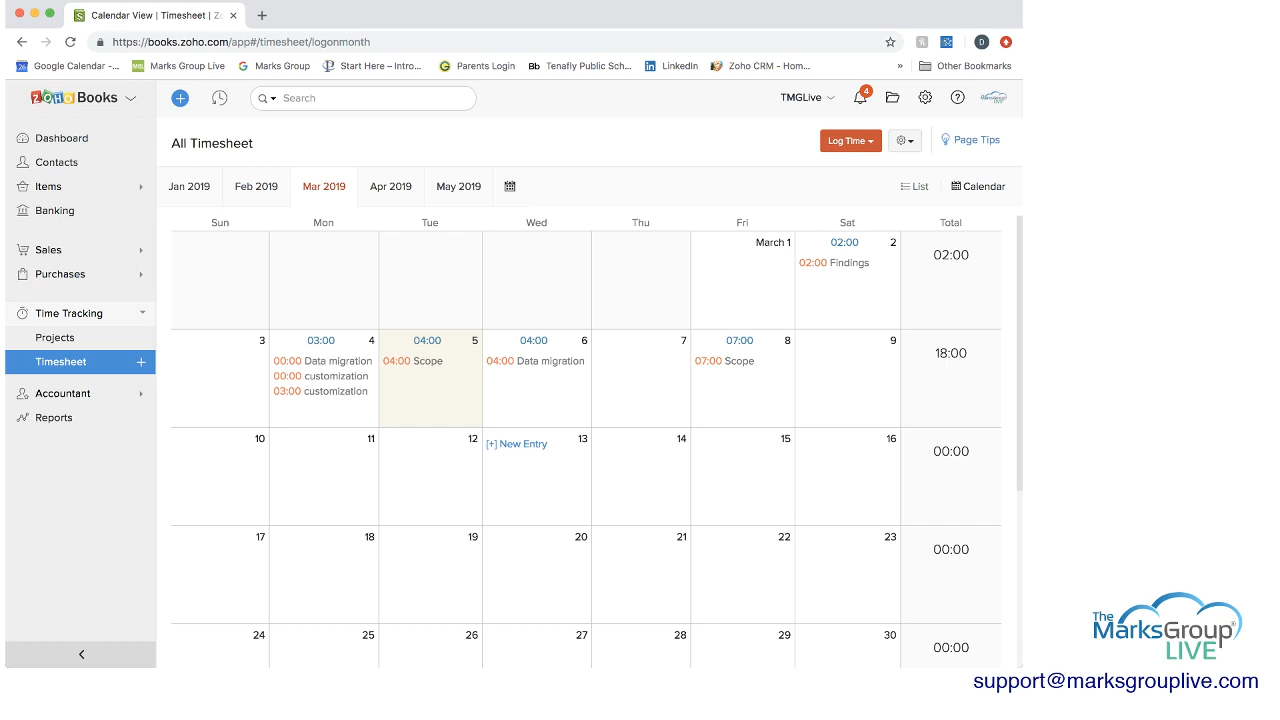 Calendar View | Timesheet | Zo
https://books.zoho.com/app#/timesheet/logonmonth
D
26 Google Calendar -...
MGL Marks Group Live
Marks Group
Start Here – Intro...
Parents Login
Bb Tenafly Public Sch...
LinkedIn
Zoho CRM - Hom...
»
Other Bookmarks
ZOHO Books
Search
TMGLive
4
Dashboard
Contacts
Items
Banking
Sales
Purchases
Time Tracking
Projects
Timesheet +
Accountant
Reports
All Timesheet
Log Time
Page Tips
Jan 2019 Feb 2019 Mar 2019 Apr 2019 May 2019
List Calendar
Sun Mon Tue Wed Thu Fri Sat Total
March 1 02:00 2 02:00
02:00 Findings
3 03:00 4 04:00 5 04:00 6 7 07:00 8 9 18:00
00:00 Data migration 04:00 Scope 04:00 Data migration 07:00 Scope
00:00 customization
03:00 customization
10 11 12 13 14 15 16 00:00
[+] New Entry
17 18 19 20 21 22 23 00:00
24 25 26 27 28 29 30 00:00
The
MarksGroup
LIVE
support@marksgrouplive.com